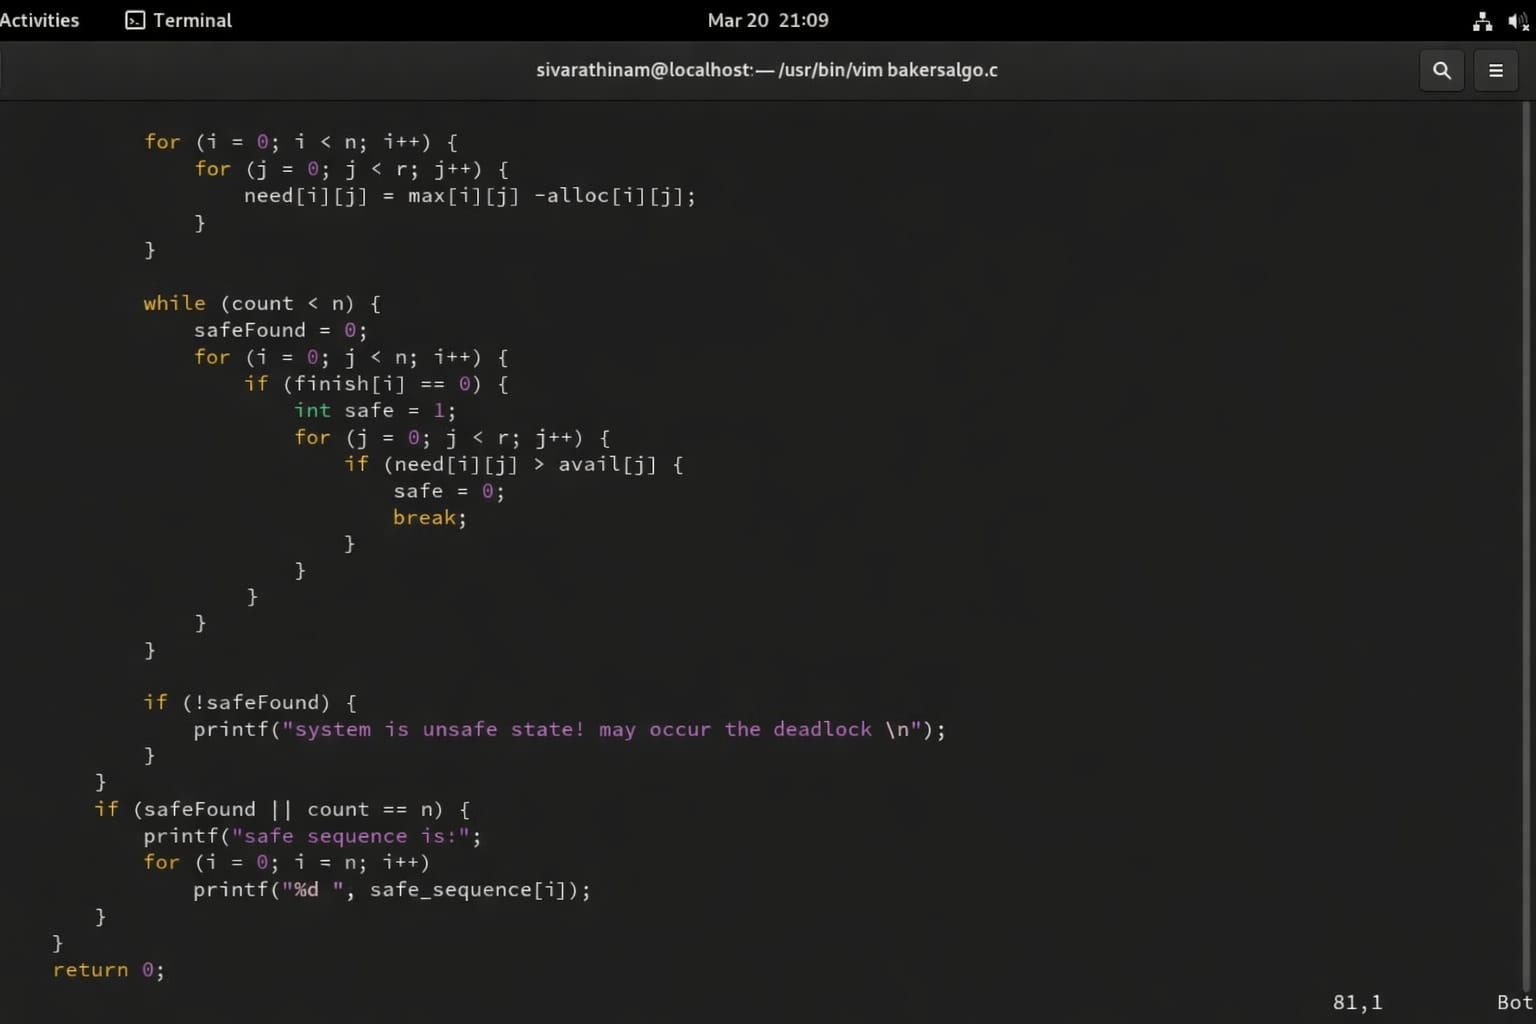 Activities Terminal Mar 20 21:09
sivarathinam@localhost:— /usr/bin/vim bakersalgo.c
for (i = 0; i < n; i++) {
for (j = 0; j < r; j++) {
need[i][j] = max[i][j] -alloc[i][j];
}
}
while (count < n) {
safeFound = 0;
for (i = 0; j < n; i++) {
if (finish[i] == 0) {
int safe = 1;
for (j = 0; j < r; j++) {
if (need[i][j] > avail[j] {
safe = 0;
break;
}
}
}
}
}
if (!safeFound) {
printf("system is unsafe state! may occur the deadlock \n");
}
}
if (safeFound || count == n) {
printf("safe sequence is:";
for (i = 0; i = n; i++)
printf("%d ", safe_sequence[i]);
}
}
return 0;
81,1 Bot